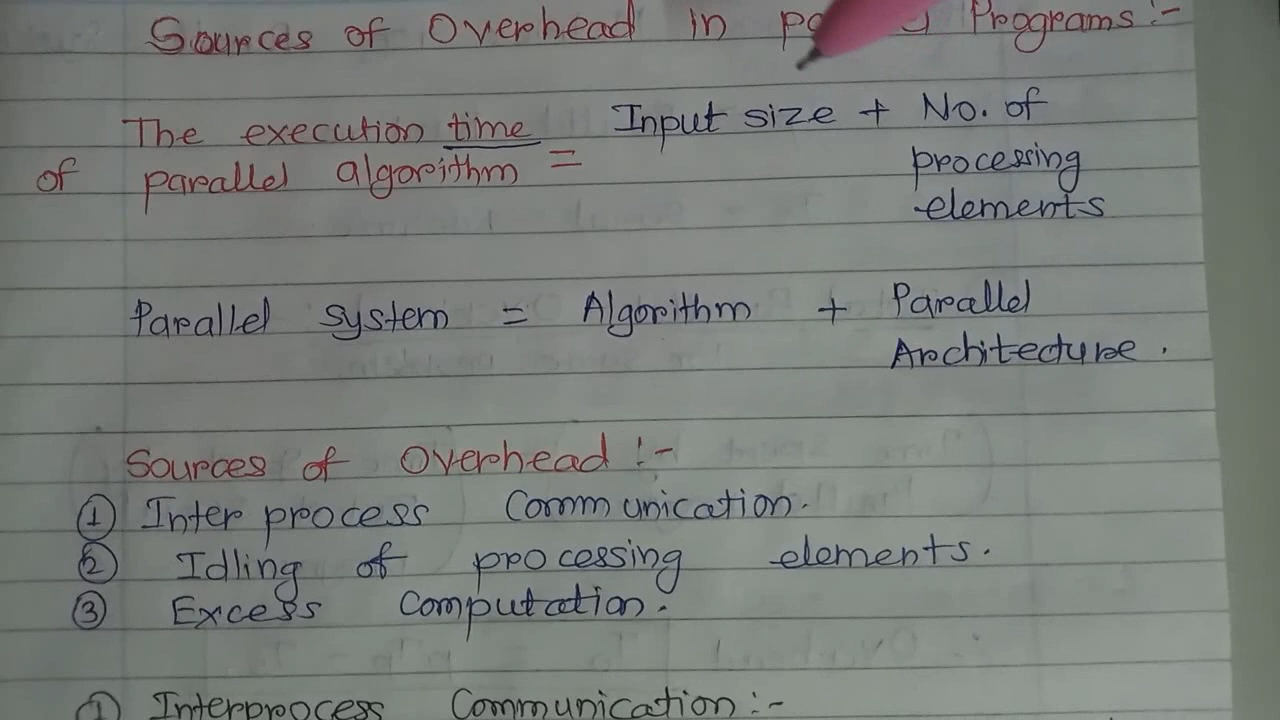 Sources of Overhead in Programs :-
The execution time = Input size + No. of
of parallel algorithm processing
elements
Parallel system = Algorithm + Parallel
Architecture.
Sources of Overhead :-
① Inter process Communication.
② Idling of processing elements.
③ Excess Computation.
① Interprocess Communication :-